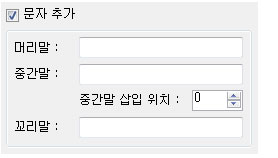 문자 추가
머리말 :
중간말 :
중간말 삽입 위치 : 0
꼬리말 :